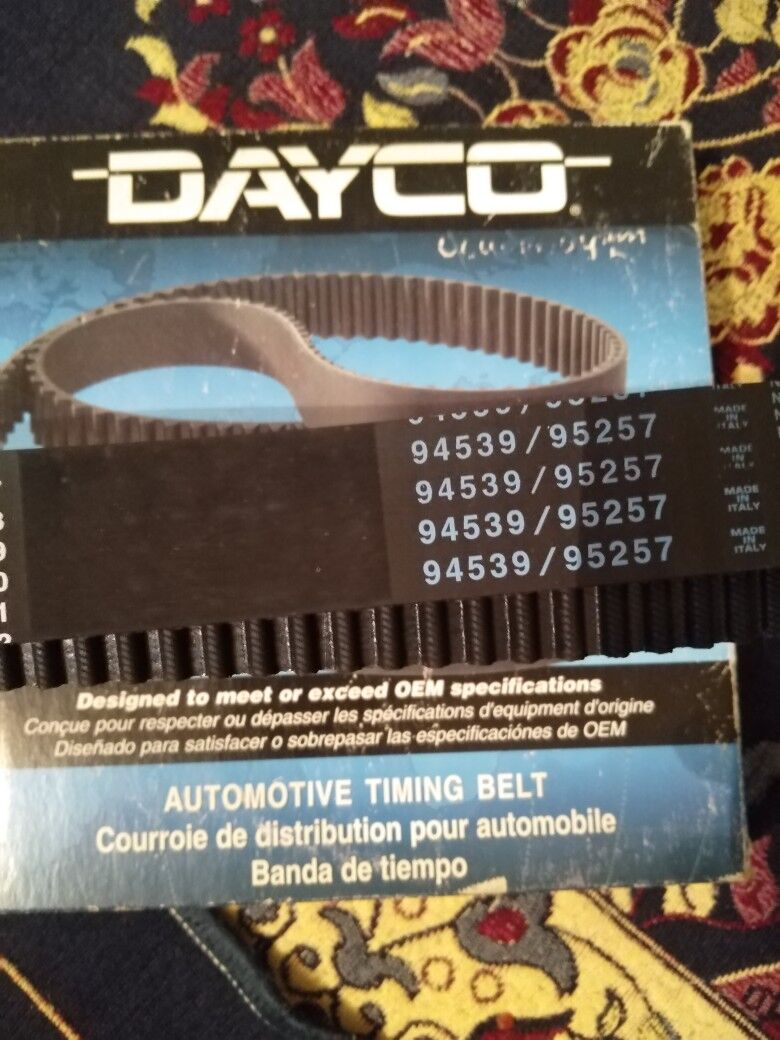 DAYCO
94539/95257
94539/95257 MADE IN ITALY
94539/95257 MADE IN ITALY
94539/95257 MADE IN ITALY
94539/95257
Designed to meet or exceed OEM specifications
Conçue pour respecter ou dépasser les spécifications d'equipment d'origine
Diseñado para satisfacer o sobrepasar las especificaciónes de OEM
AUTOMOTIVE TIMING BELT
Courroie de distribution pour automobile
Banda de tiempo